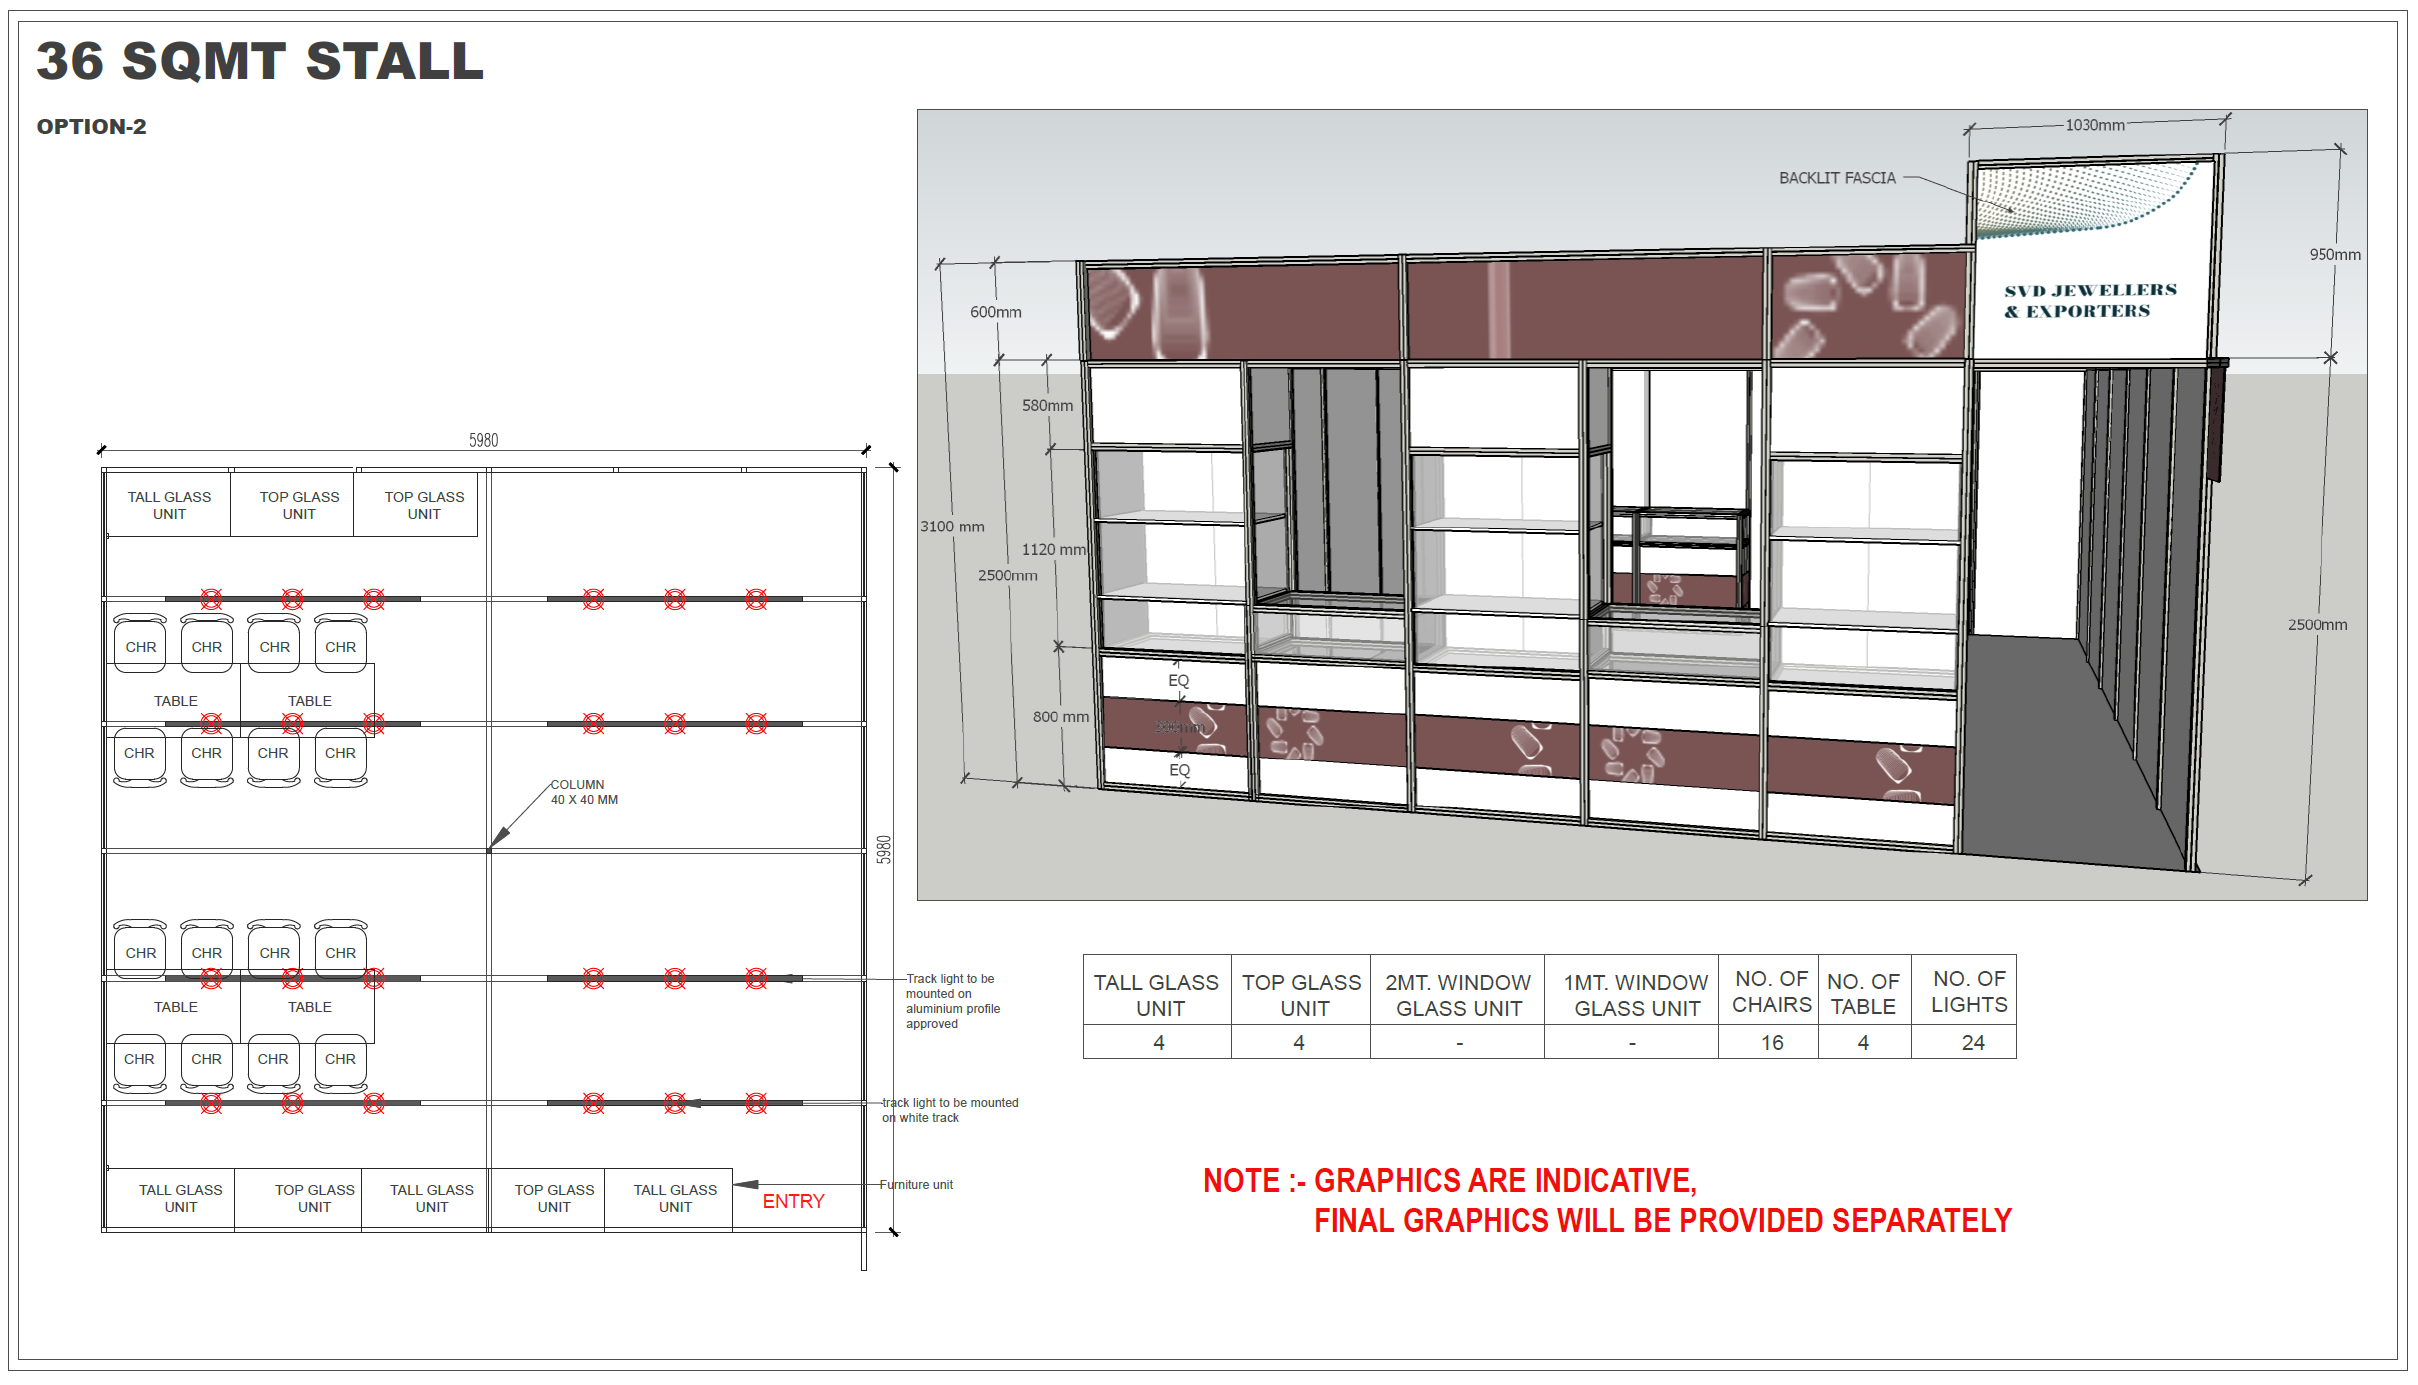 36 SQMT STALL
OPTION-2
5980
TALL GLASS
UNIT
TOP GLASS
UNIT
TOP GLASS
UNIT
CHR
CHR
CHR
CHR
TABLE
TABLE
CHR
CHR
CHR
CHR
COLUMN
40 X 40 MM
5980
CHR
CHR
CHR
CHR
TABLE
TABLE
CHR
CHR
CHR
CHR
Track light to be
mounted on
aluminium profile
approved
track light to be mounted
on white track
TALL GLASS
UNIT
TOP GLASS
UNIT
TALL GLASS
UNIT
TOP GLASS
UNIT
TALL GLASS
UNIT
ENTRY
Furniture unit
1030mm
BACKLIT FASCIA
950mm
SVD JEWELLERS
& EXPORTERS
600mm
580mm
3100 mm
1120 mm
2500mm
2500mm
EQ
800 mm
EQ
TALL GLASS
UNIT
TOP GLASS
UNIT
2MT. WINDOW
GLASS UNIT
1MT. WINDOW
GLASS UNIT
NO. OF
CHAIRS
NO. OF
TABLE
NO. OF
LIGHTS
4
4
-
-
16
4
24
NOTE :- GRAPHICS ARE INDICATIVE,
FINAL GRAPHICS WILL BE PROVIDED SEPARATELY